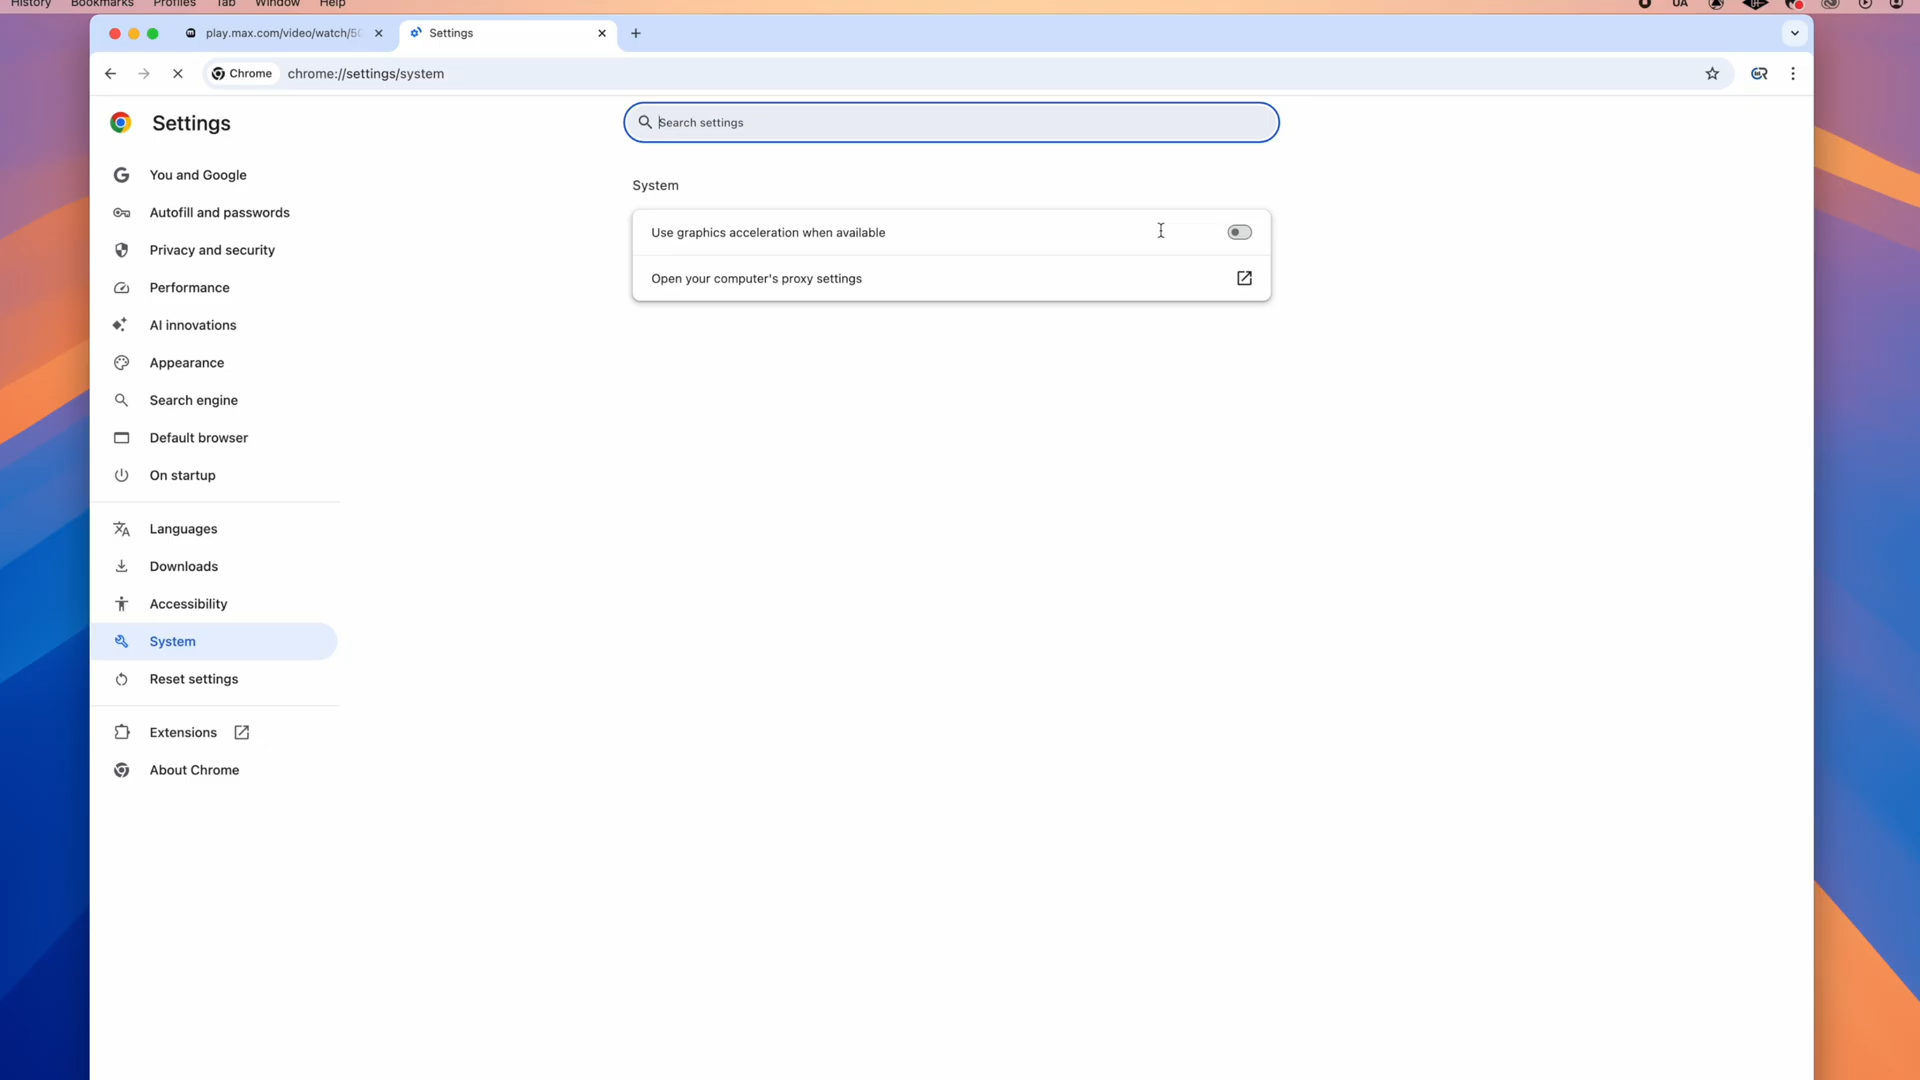 History Bookmarks Profiles Tab Window Help UA
play.max.com/video/watch/50 Settings
Chrome chrome://settings/system
Settings
Search settings
You and Google
Autofill and passwords
Privacy and security
Performance
AI innovations
Appearance
Search engine
Default browser
On startup
Languages
Downloads
Accessibility
System
Reset settings
Extensions
About Chrome
System
Use graphics acceleration when available
Open your computer's proxy settings